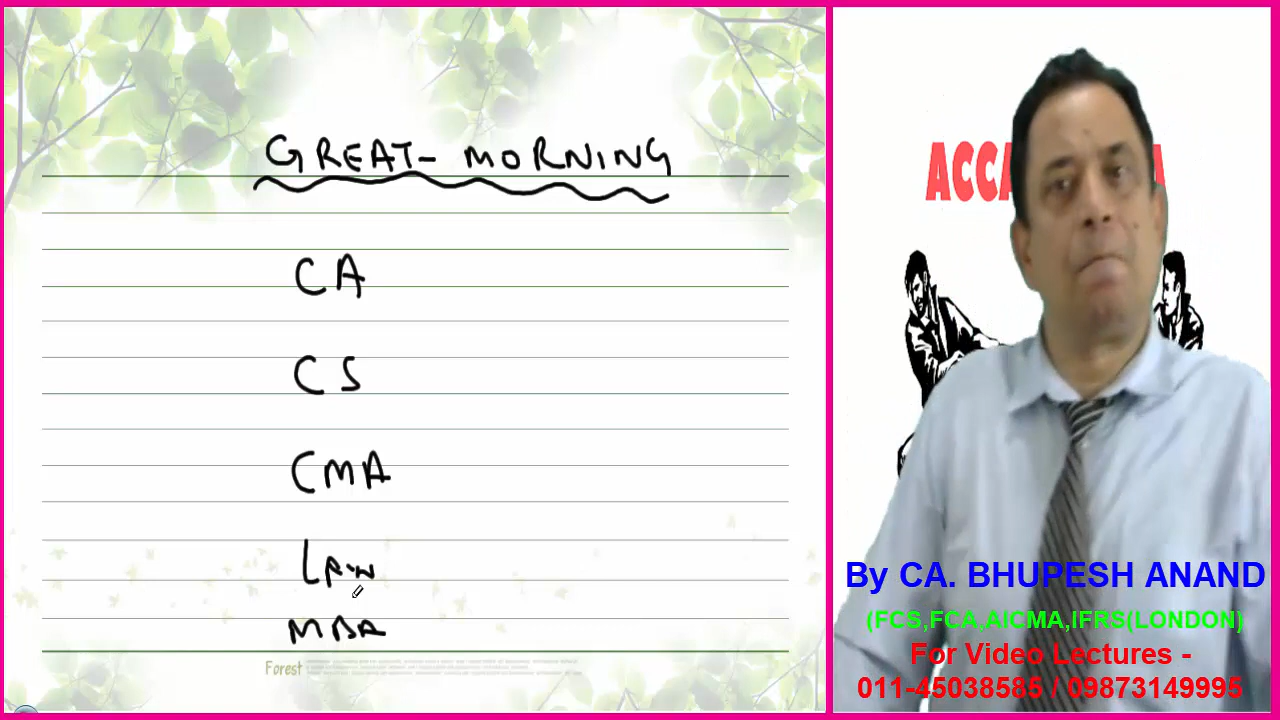 GREAT- MORNING
CA
CS
CMA
Law
MBA
Forest
ACCA
By CA. BHUPESH ANAND
(FCS,FCA,AICMA,IFRS(LONDON)
For Video Lectures -
011-45038585 / 09873149995